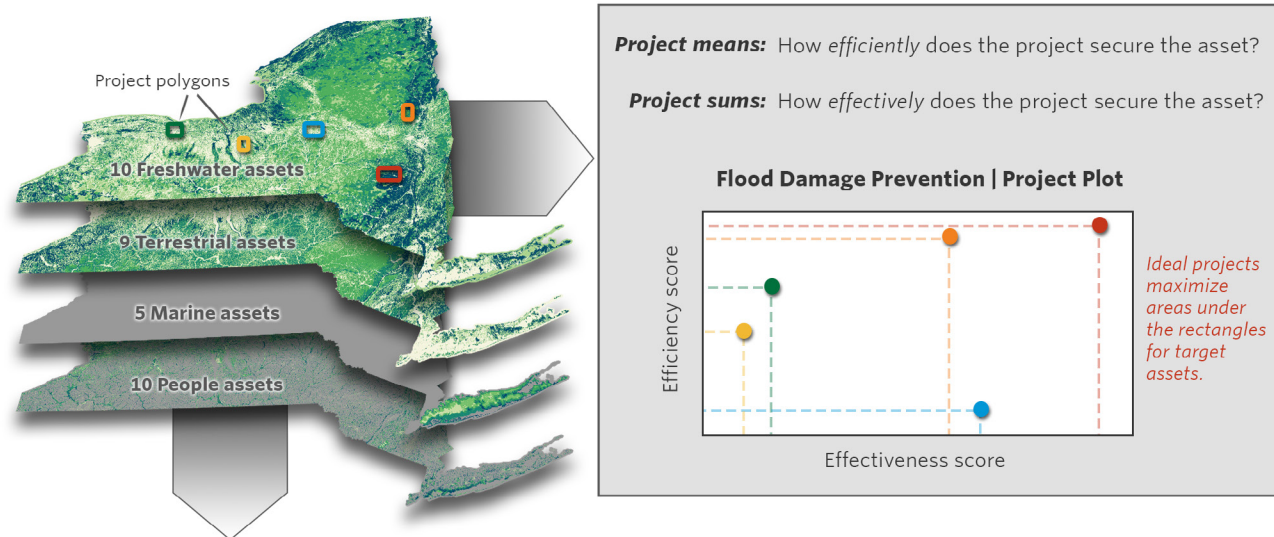 Project polygons
10 Freshwater assets
9 Terrestrial assets
5 Marine assets
10 People assets
Project means: How efficiently does the project secure the asset?
Project sums: How effectively does the project secure the asset?
Flood Damage Prevention | Project Plot
Efficiency score
Effectiveness score
Ideal projects
maximize
areas under
the rectangles
for target
assets.